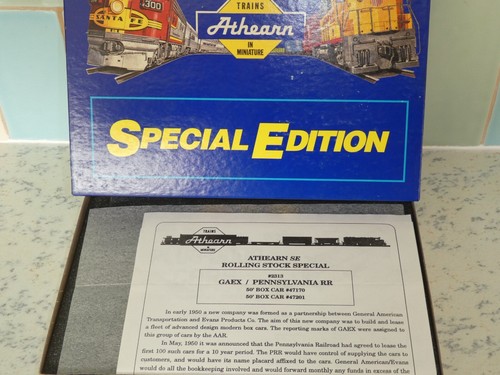 300
SANTA FE
TRAINS
Athearn
IN
MINIATURE
SPECIAL EDITION
TRAINS
Athearn
IN
MINIATURE
ATHEARN SE
ROLLING STOCK SPECIAL
#2313
GAEX / PENNSYLVANIA RR
50' BOX CAR #47170
50' BOX CAR #47201
In early 1950 a new company was formed as a partnership between General American
Transportation and Evans Products Co. The aim of this new company was to build and lease
a fleet of advanced design modern box cars. The reporting marks of GAEX were assigned to
this group of cars by the AAR.
In May, 1950 it was announced that the Pennsylvania Railroad had agreed to lease the
first 100 such cars for a 10 year period. The PRR would have control of supplying the cars to
customers, and would have its name placard affixed to the cars. General American/Evans
would do all the bookkeeping involved and would forward monthly any funds in excess of the